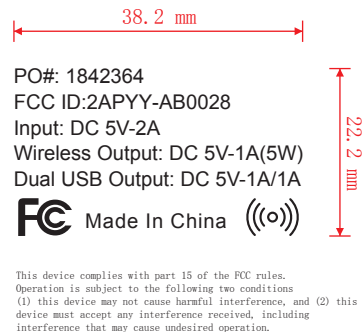 38.2 mm
PO#: 1842364
FCC ID:2APYY-AB0028
Input: DC 5V-2A
Wireless Output: DC 5V-1A(5W)
Dual USB Output: DC 5V-1A/1A
22.2 mm
FC Made In China
This device complies with part 15 of the FCC rules.
Operation is subject to the following two conditions
(1) this device may not cause harmful interference, and (2) this
device must accept any interference received, including
interference that may cause undesired operation.